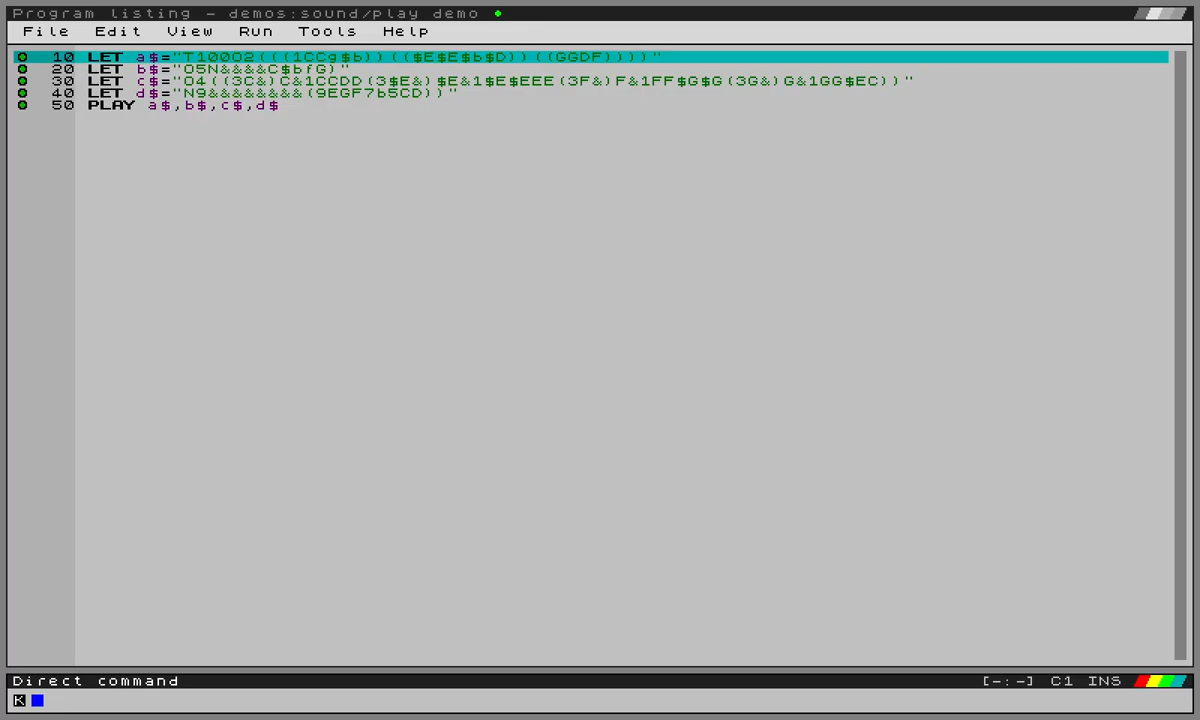 Program listing - demos:sound/play demo
File Edit View Run Tools Help
10 LET a$="T100O2(((1CCg$b))(($E$E$b$D))((GGDF))))"
20 LET b$="O5N&&&&C$bfG)"
30 LET c$="O4((3C&)C&1CCDD(3$E&)$E&1$E$EEE(3F&)F&1FF$G$G(3G&)G&1GG$EC))"
40 LET d$="N9&&&&&&&&(9EGF7b5CD))"
50 PLAY a$,b$,c$,d$
Direct command [-:-] C1 INS
K